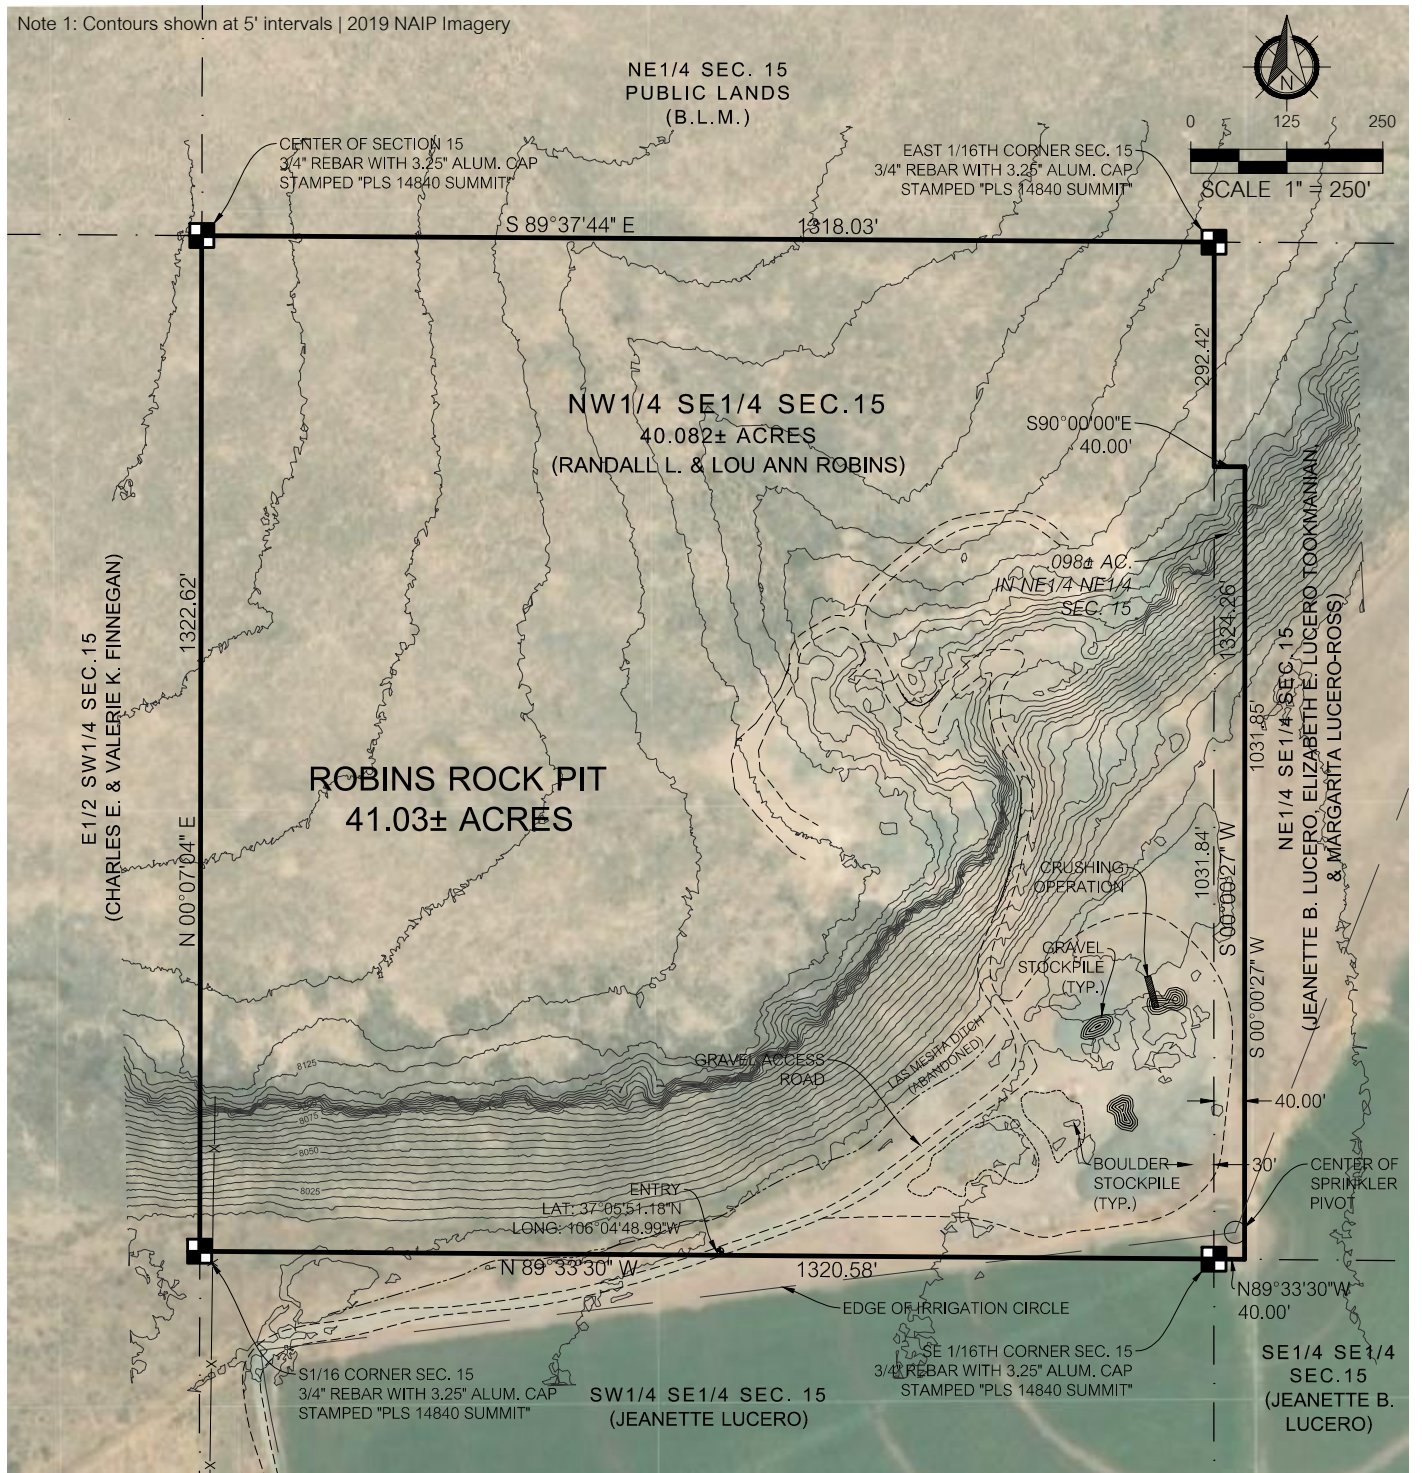 Note 1: Contours shown at 5' intervals | 2019 NAIP Imagery
NE1/4 SEC. 15
PUBLIC LANDS
(B.L.M.)
N
0 125 250
SCALE 1" = 250'
CENTER OF SECTION 15
3/4" REBAR WITH 3.25" ALUM. CAP
STAMPED "PLS 14840 SUMMIT"
EAST 1/16TH CORNER SEC. 15
3/4" REBAR WITH 3.25" ALUM. CAP
STAMPED "PLS 14840 SUMMIT"
S 89°37'44" E 1318.03'
292.42'
NW1/4 SE1/4 SEC.15
40.082± ACRES
(RANDALL L. & LOU ANN ROBINS)
S90°00'00"E
40.00'
.098± AC.
IN NE1/4 NE1/4
SEC. 15
1324.26'
E1/2 SW1/4 SEC.15
(CHARLES E. & VALERIE K. FINNEGAN)
1322.62'
N 00°07'04" E
ROBINS ROCK PIT
41.03± ACRES
1031.85'
1031.84'
S 00°00'27" W
S 00°00'27" W
NE1/4 SE1/4 SEC. 15
(JEANETTE B. LUCERO, ELIZABETH E. LUCERO TOOKMANIAN,
& MARGARITA LUCERO-ROSS)
CRUSHING
OPERATION
GRAVEL
STOCKPILE
(TYP.)
LAS MESITA DITCH
(ABANDONED)
GRAVEL ACCESS
ROAD
8125
8075
8050
8025
40.00'
BOULDER
STOCKPILE
(TYP.)
30'
CENTER OF
SPRINKLER
PIVOT
ENTRY
LAT: 37°05'51.18"N
LONG: 106°04'48.99"W
N 89°33'30" W 1320.58'
N89°33'30"W
40.00'
EDGE OF IRRIGATION CIRCLE
S1/16 CORNER SEC. 15
3/4" REBAR WITH 3.25" ALUM. CAP
STAMPED "PLS 14840 SUMMIT"
SW1/4 SE1/4 SEC. 15
(JEANETTE LUCERO)
SE 1/16TH CORNER SEC. 15
3/4" REBAR WITH 3.25" ALUM. CAP
STAMPED "PLS 14840 SUMMIT"
SE1/4 SE1/4
SEC.15
(JEANETTE B.
LUCERO)